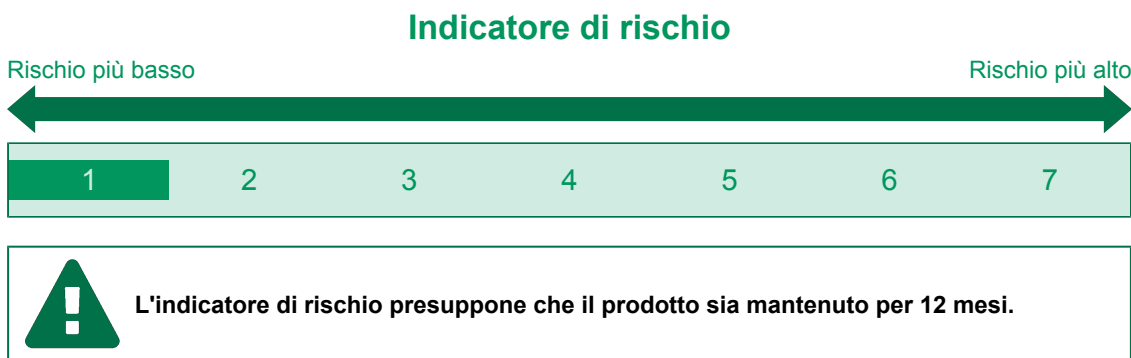 Indicatore di rischio
Rischio più basso
Rischio più alto
1 2 3 4 5 6 7
L'indicatore di rischio presuppone che il prodotto sia mantenuto per 12 mesi.